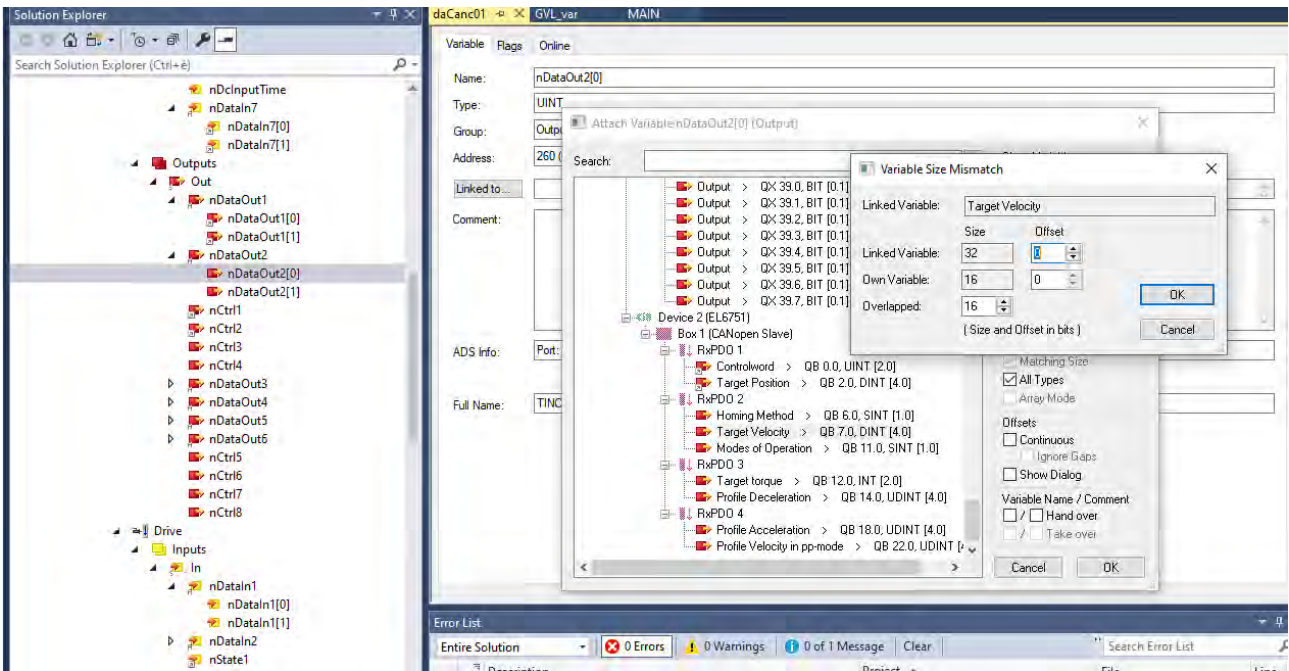 Solution Explorer
Search Solution Explorer (Ctrl+è)
nDcInputTime
nDataIn7
nDataIn7[0]
nDataIn7[1]
Outputs
Out
nDataOut1
nDataOut1[0]
nDataOut1[1]
nDataOut2
nDataOut2[0]
nDataOut2[1]
nCtrl1
nCtrl2
nCtrl3
nCtrl4
nDataOut3
nDataOut4
nDataOut5
nDataOut6
nCtrl5
nCtrl6
nCtrl7
nCtrl8
Drive
Inputs
In
nDataIn1
nDataIn1[0]
nDataIn1[1]
nDataIn2
nState1
daCanc01 GVL_var MAIN
Variable Flags Online
Name: nDataOut2[0]
Type: UINT
Group: Outpu
Address: 260 (
Linked to...
Comment:
ADS Info: Port:
Full Name: TINC
Attach Variable nDataOut2[0] (Output)
Search:
Output > QX 39.0, BIT [0.1]
Output > QX 39.1, BIT [0.1]
Output > QX 39.2, BIT [0.1]
Output > QX 39.3, BIT [0.1]
Output > QX 39.4, BIT [0.1]
Output > QX 39.5, BIT [0.1]
Output > QX 39.6, BIT [0.1]
Output > QX 39.7, BIT [0.1]
Device 2 (EL6751)
Box 1 (CANopen Slave)
RxPDO 1
Controlword > QB 0.0, UINT [2.0]
Target Position > QB 2.0, DINT [4.0]
RxPDO 2
Homing Method > QB 6.0, SINT [1.0]
Target Velocity > QB 7.0, DINT [4.0]
Modes of Operation > QB 11.0, SINT [1.0]
RxPDO 3
Target torque > QB 12.0, INT [2.0]
Profile Deceleration > QB 14.0, UDINT [4.0]
RxPDO 4
Profile Acceleration > QB 18.0, UDINT [4.0]
Profile Velocity in pp-mode > QB 22.0, UDINT [4
Matching Size
All Types
Array Mode
Offsets
Continuous
Ignore Gaps
Show Dialog
Variable Name / Comment
/ Hand over
/ Take over
Cancel OK
Variable Size Mismatch
Linked Variable: Target Velocity
Size Offset
Linked Variable: 32 0
Own Variable: 16 0
Overlapped: 16
( Size and Offset in bits )
OK
Cancel
Error List
Entire Solution 0 Errors 0 Warnings 0 of 1 Message Clear Search Error List